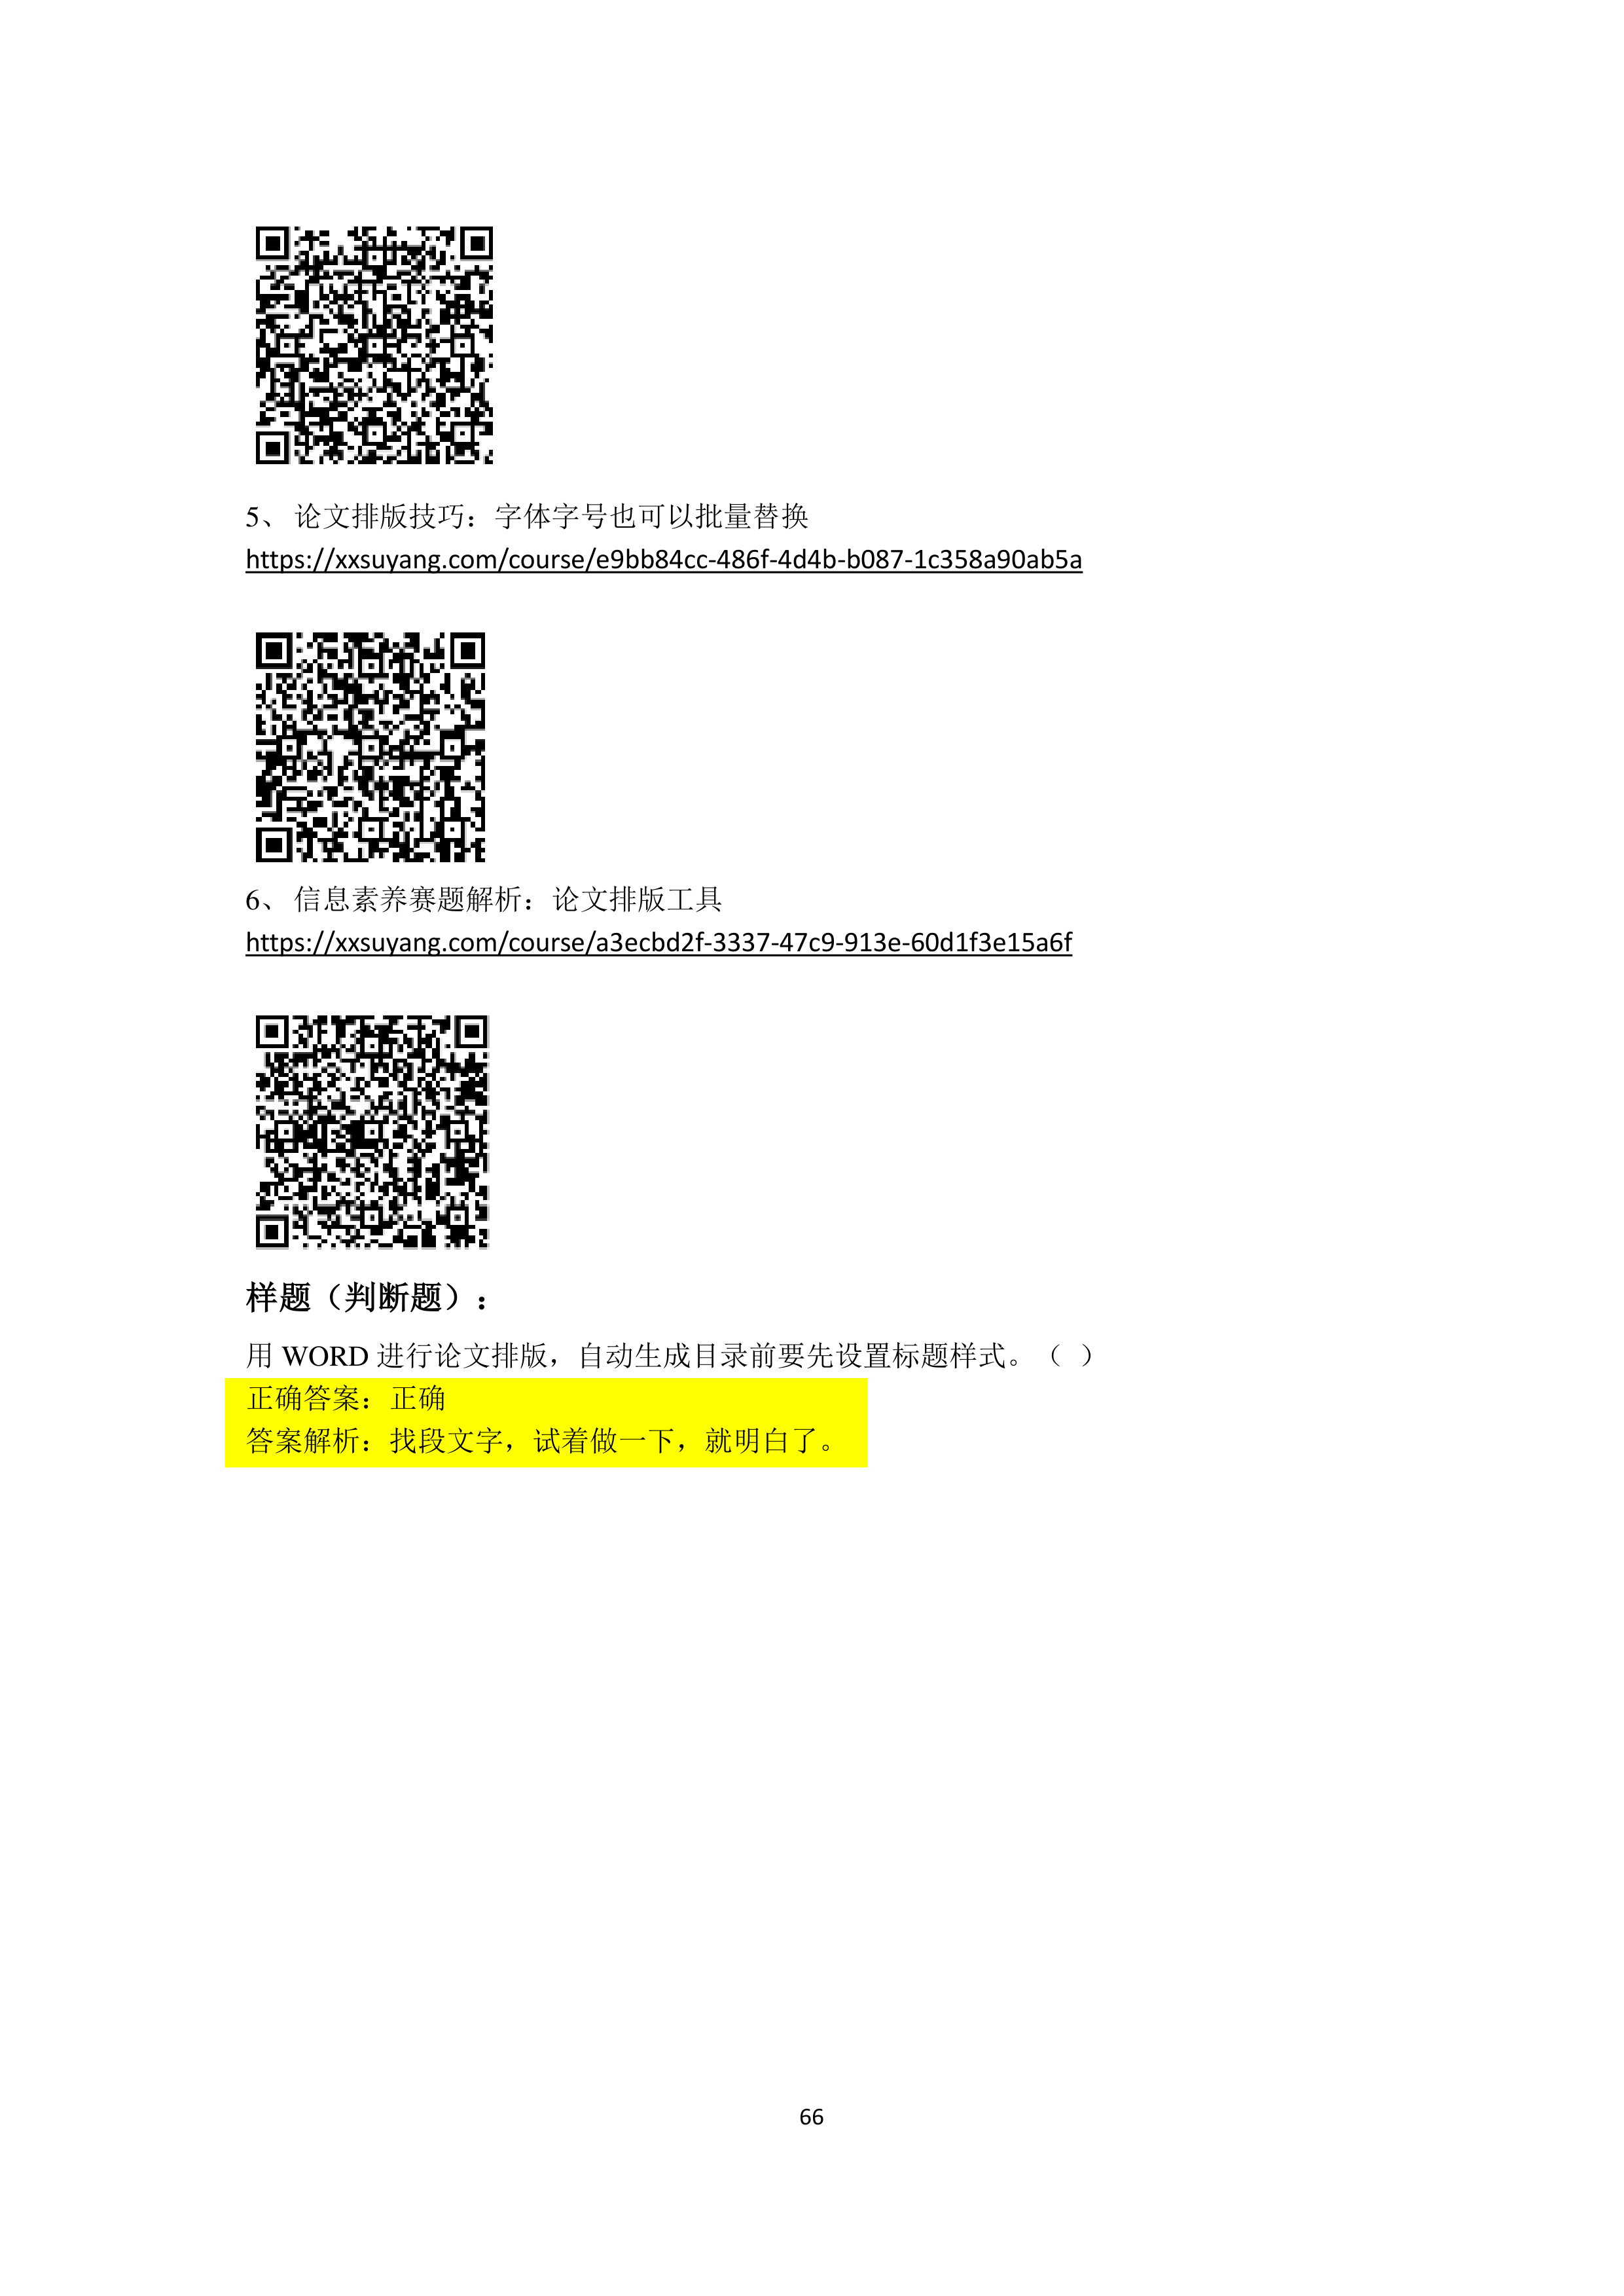 5、 论文排版技巧：字体字号也可以批量替换
https://xxsuyang.com/course/e9bb84cc-486f-4d4b-b087-1c358a90ab5a
6、 信息素养赛题解析：论文排版工具
https://xxsuyang.com/course/a3ecbd2f-3337-47c9-913e-60d1f3e15a6f
样题（判断题）：
用 WORD 进行论文排版，自动生成目录前要先设置标题样式。（ ）
正确答案：正确
答案解析：找段文字，试着做一下，就明白了。
66